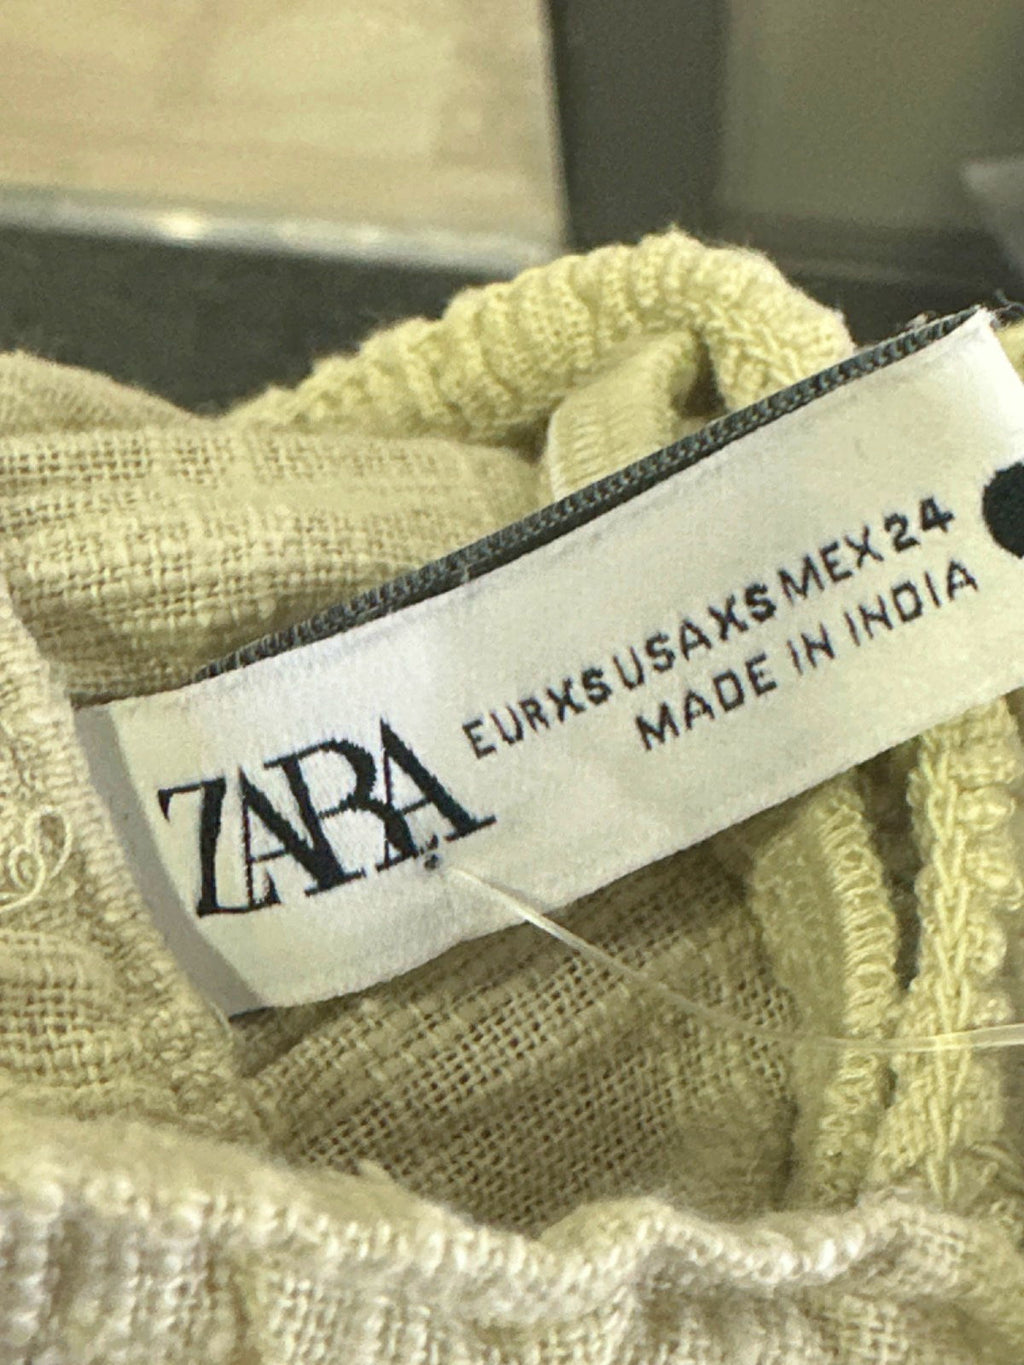 ZARA
EUR XS USA XS MEX 24
MADE IN INDIA